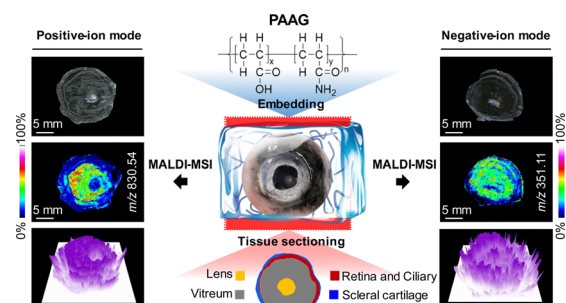 PAAG
Positive-ion mode
Negative-ion mode
H H H H
C C x C C y n
H C=O H C=O
OH NH₂
Embedding
5 mm
5 mm
100%
0%
m/z 830.54
5 mm
MALDI-MSI
MALDI-MSI
100%
0%
m/z 351.11
5 mm
Tissue sectioning
Lens
Retina and Ciliary
Vitreum
Scleral cartilage